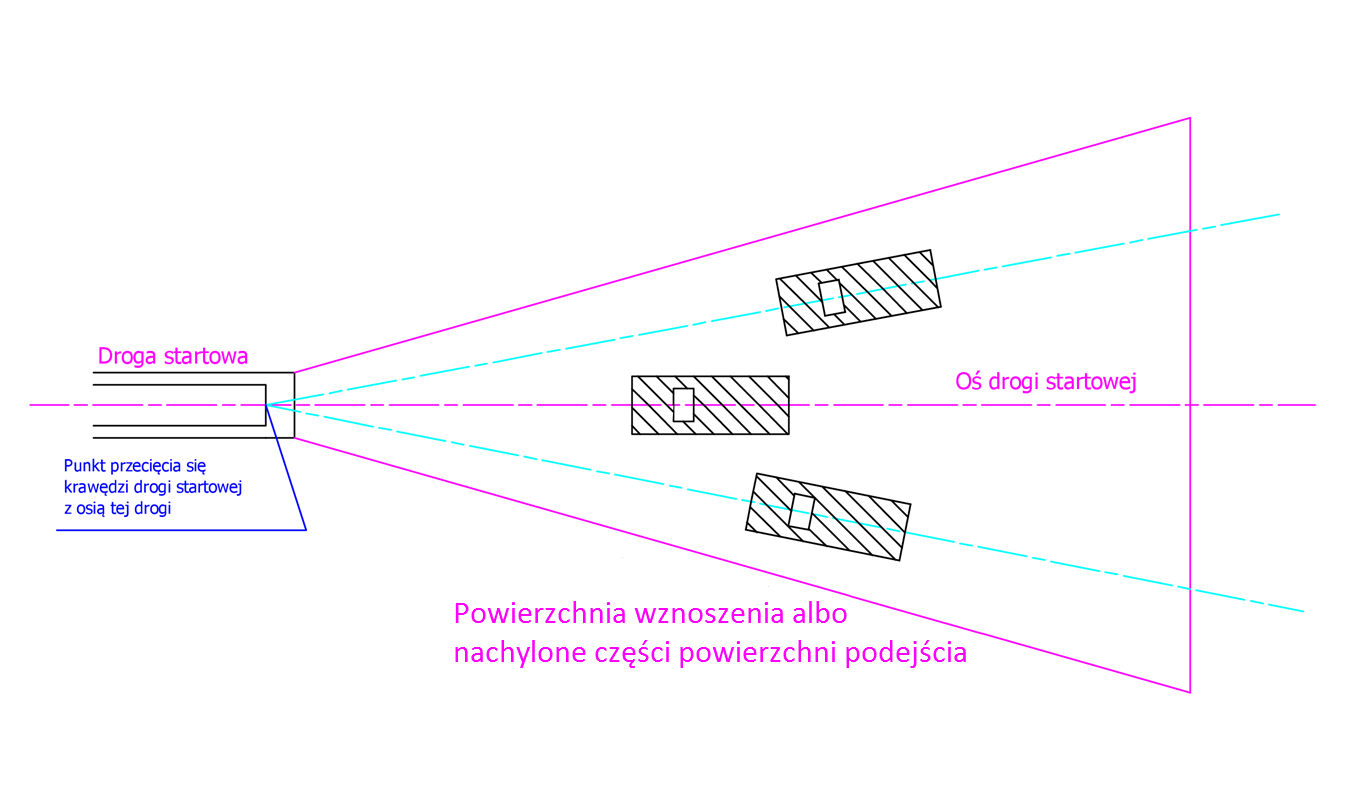 Droga startowa
Oś drogi startowej
Punkt przecięcia się
krawędzi drogi startowej
z osią tej drogi
Powierzchnia wznoszenia albo
nachylone części powierzchni podejścia